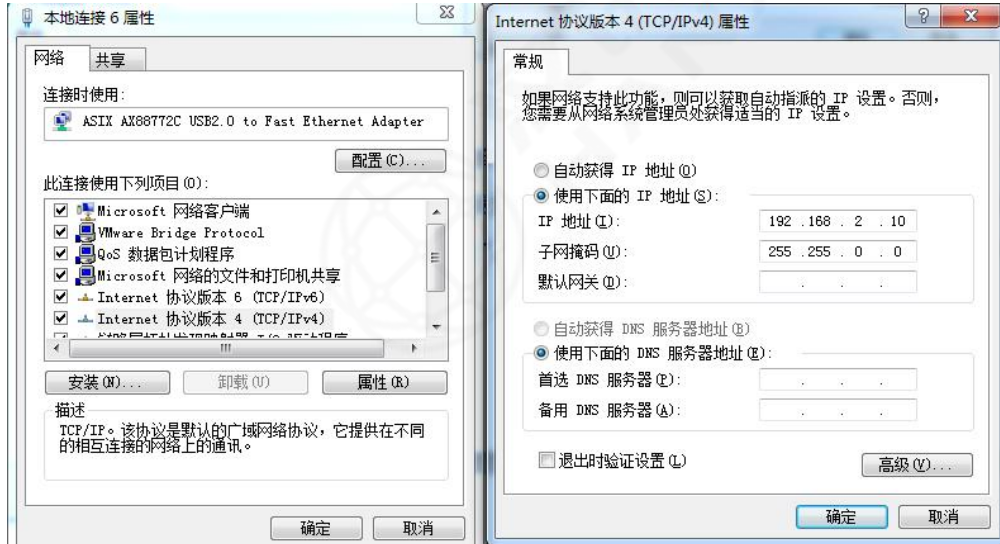 本地连接 6 属性
网络
共享
连接时使用:
ASIX AX88772C USB2.0 to Fast Ethernet Adapter
配置(C)...
此连接使用下列项目(O):
Microsoft 网络客户端
VMware Bridge Protocol
QoS 数据包计划程序
Microsoft 网络的文件和打印机共享
Internet 协议版本 6 (TCP/IPv6)
Internet 协议版本 4 (TCP/IPv4)
安装(N)...
卸载(U)
属性(R)
描述
TCP/IP。该协议是默认的广域网络协议，它提供在不同
的相互连接的网络上的通讯。
确定
取消
Internet 协议版本 4 (TCP/IPv4) 属性
常规
如果网络支持此功能，则可以获取自动指派的 IP 设置。否则，
您需要从网络系统管理员处获得适当的 IP 设置。
自动获得 IP 地址(O)
使用下面的 IP 地址(S):
IP 地址(I): 192 .168 . 2 . 10
子网掩码(U): 255 .255 . 0 . 0
默认网关(D): . . .
自动获得 DNS 服务器地址(B)
使用下面的 DNS 服务器地址(E):
首选 DNS 服务器(P): . . .
备用 DNS 服务器(A): . . .
退出时验证设置(L)
高级(V)...
确定
取消